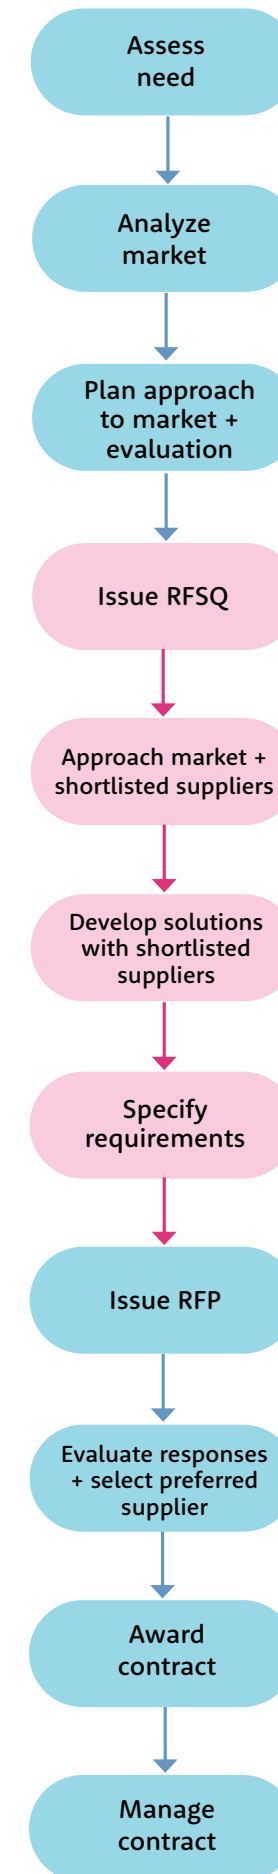 Assess
need
Analyze
market
Plan approach
to market +
evaluation
Issue RFSQ
Approach market +
shortlisted suppliers
Develop solutions
with shortlisted
suppliers
Specify
requirements
Issue RFP
Evaluate responses
+ select preferred
supplier
Award
contract
Manage
contract